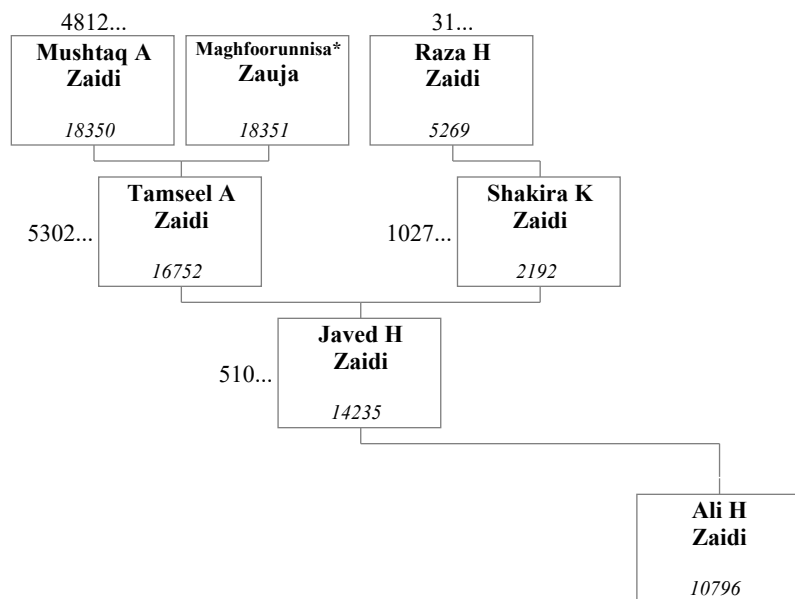 4812...
Mushtaq A
Zaidi
18350
Maghfoorunnisa*
Zauja
18351
31...
Raza H
Zaidi
5269
5302...
Tamseel A
Zaidi
16752
1027...
Shakira K
Zaidi
2192
510...
Javed H
Zaidi
14235
Ali H
Zaidi
10796